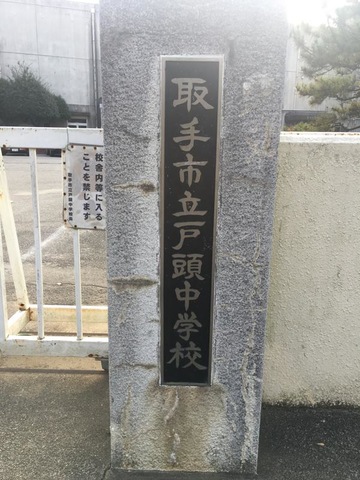 取手市立戸頭中学校
校舎内等に入る
ことを禁じます